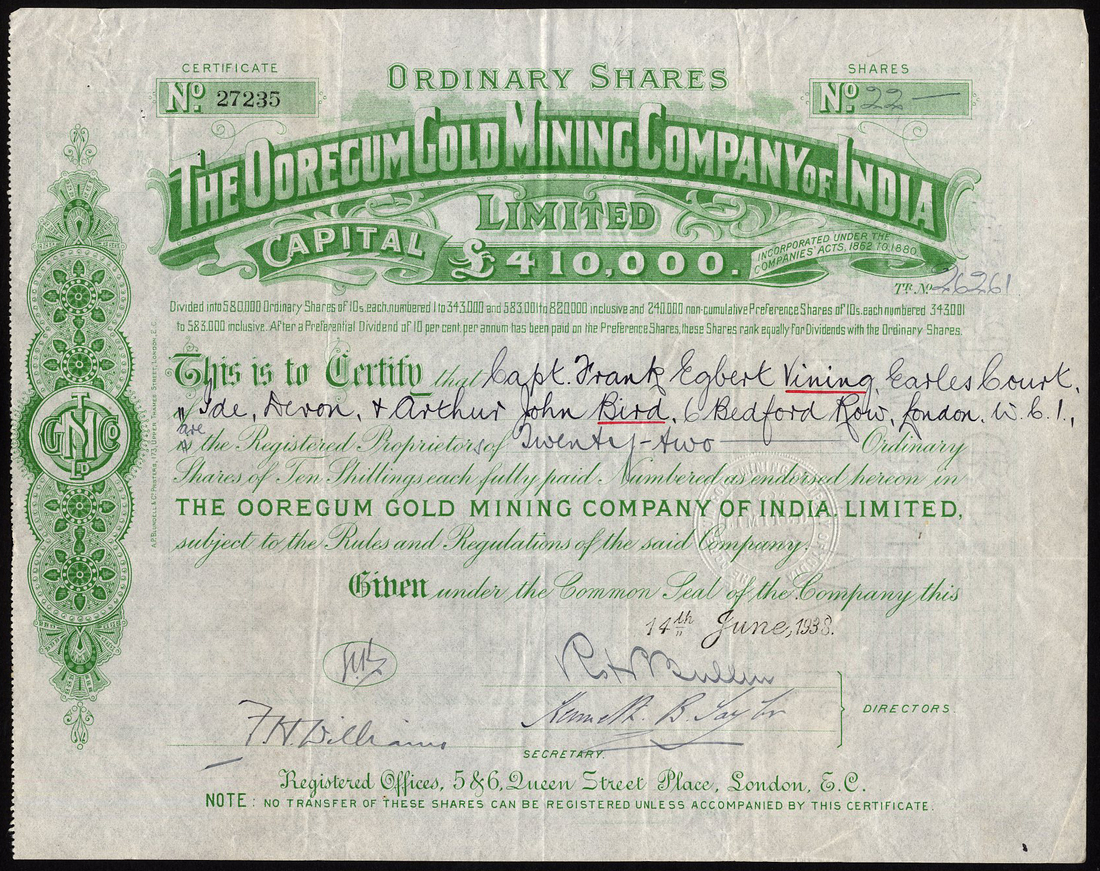 CERTIFICATE
No. 27235
ORDINARY SHARES
SHARES
No. 22 —
THE OOREGUM GOLD MINING COMPANY OF INDIA
LIMITED
CAPITAL
£410,000.
INCORPORATED UNDER THE
COMPANIES' ACTS, 1862 TO 1880.
TR. No. 26261
Divided into 580,000 Ordinary Shares of 10s. each, numbered 1 to 343,000 and 583,001 to 820,000 inclusive and 240,000 non-cumulative Preference Shares of 10s. each numbered 343,001
to 583,000 inclusive. After a Preferential Dividend of 10 per cent. per annum has been paid on the Preference Shares, these Shares rank equally for Dividends with the Ordinary Shares.
This is to Certify that Capt. Frank Egbert Vining, Earles Court,
Ide, Devon, & Arthur John Bird, 6 Bedford Row, London. W.C.1.,
are
is the Registered Proprietors of Twenty-two — Ordinary
Shares of Ten Shillings each fully paid Numbered as endorsed hereon in
THE OOREGUM GOLD MINING COMPANY OF INDIA, LIMITED,
subject to the Rules and Regulations of the said Company.
Given under the Common Seal of the Company this
14th June, 1938.
Kenneth B. Taylor
DIRECTORS.
F H Williams
SECRETARY.
Registered Offices, 5 & 6, Queen Street Place, London, E.C.
NOTE: NO TRANSFER OF THESE SHARES CAN BE REGISTERED UNLESS ACCOMPANIED BY THIS CERTIFICATE.